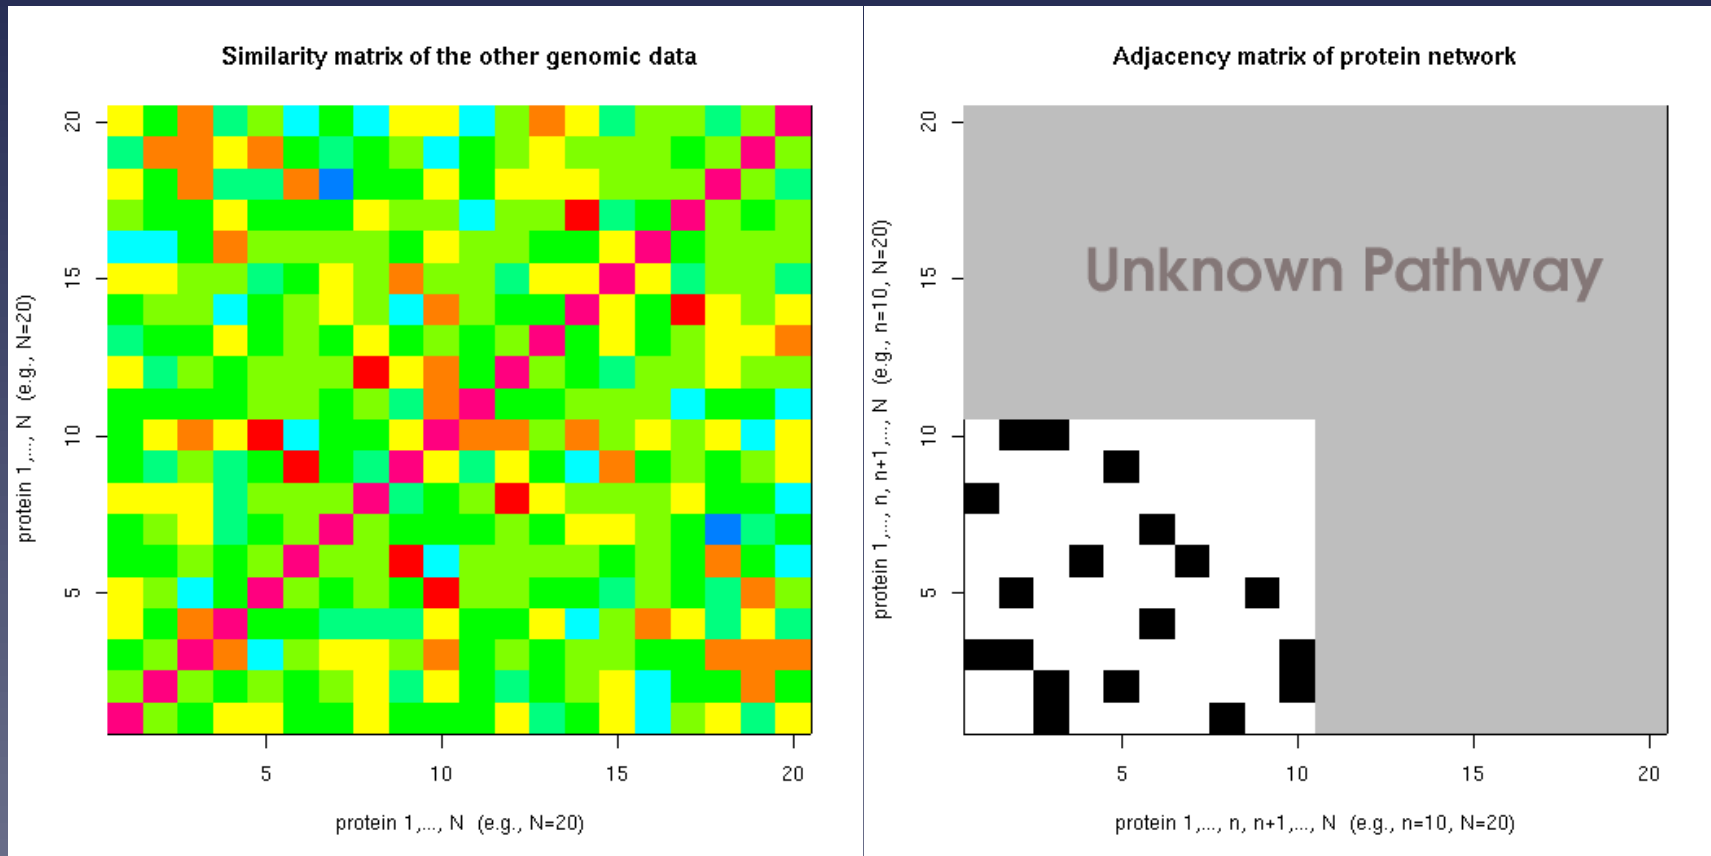 Similarity matrix of the other genomic data
20
15
10
5
protein 1,..., N (e.g., N=20)
5 10 15 20
protein 1,..., N (e.g., N=20)
Adjacency matrix of protein network
20
15
10
5
protein 1,..., n, n+1,..., N (e.g., n=10, N=20)
Unknown Pathway
5 10 15 20
protein 1,..., n, n+1,..., N (e.g., n=10, N=20)